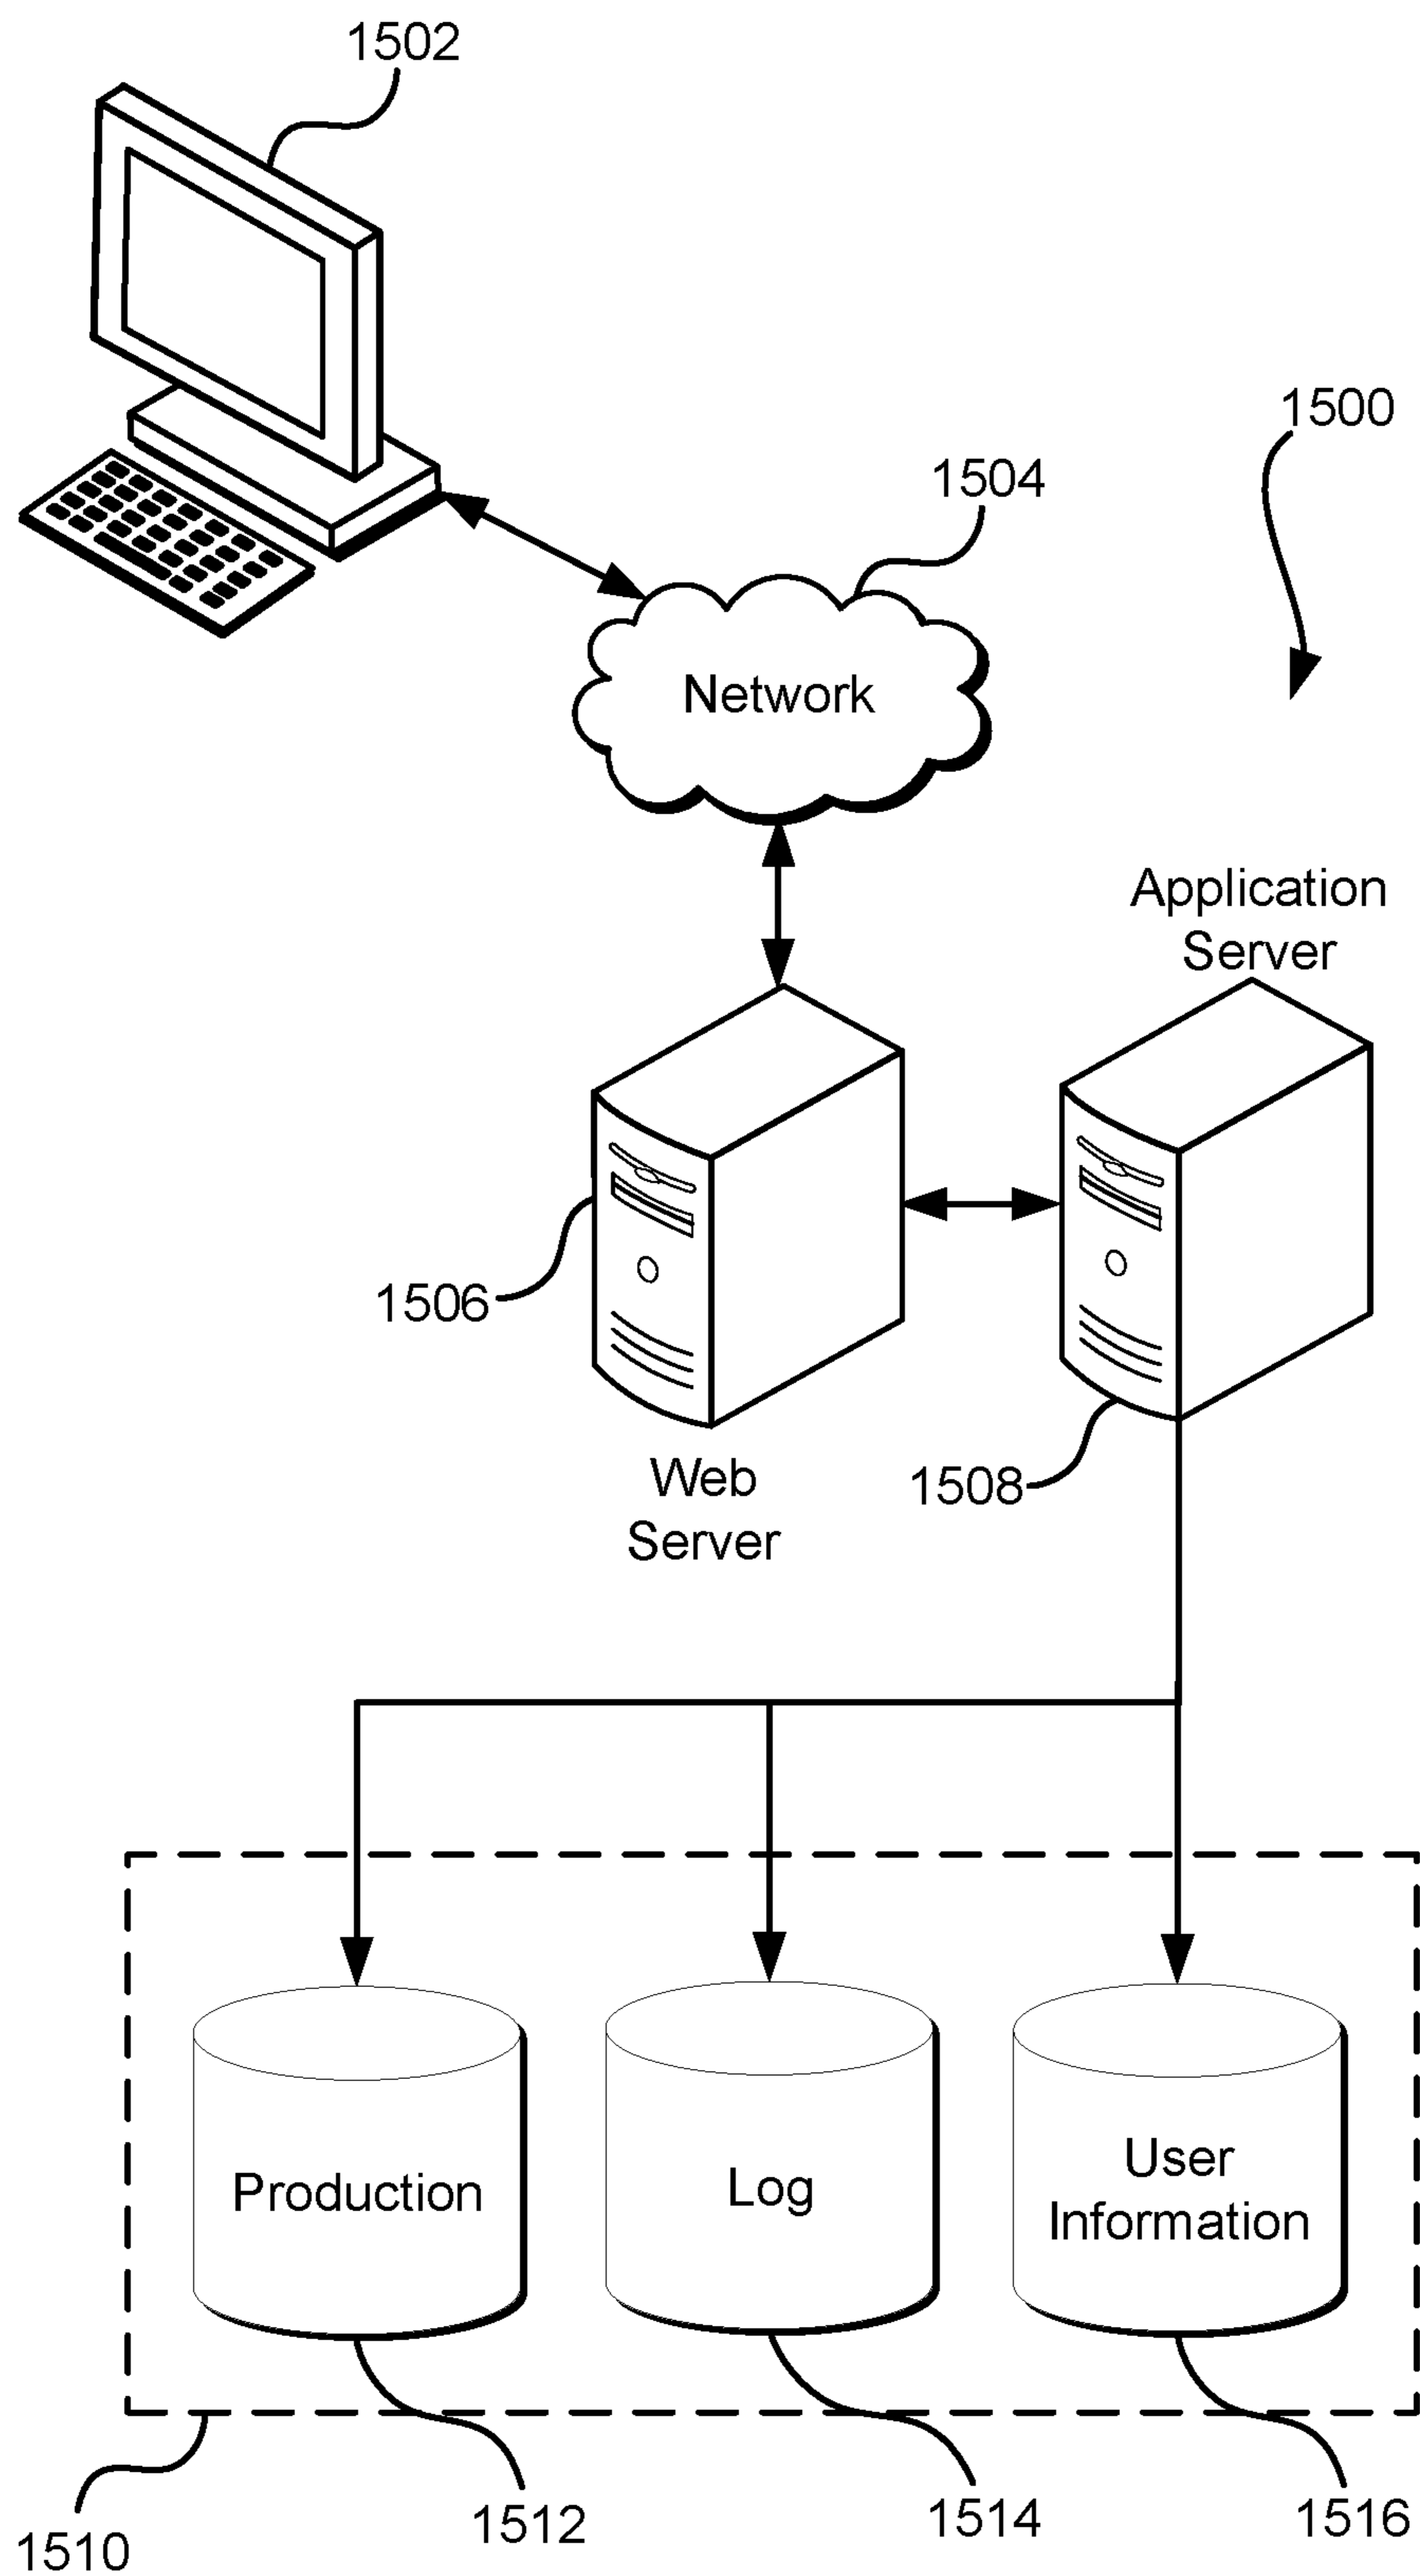 1502
1500
1504
Network
Application
Server
1506
Web
Server
1508
Production
Log
User
Information
1510
1512
1514
1516